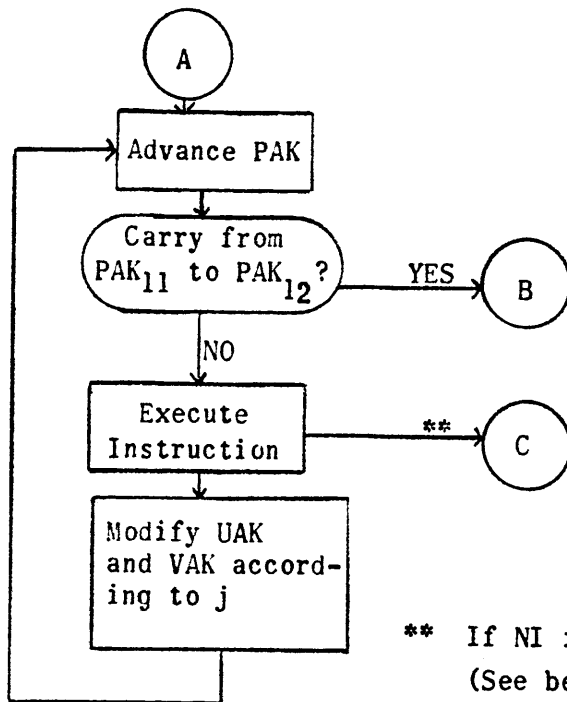 A
Advance PAK
Carry from
PAK11 to PAK12?
YES
B
NO
Execute
Instruction
**
C
Modify UAK
and VAK accord-
ing to j
** If NI
(See